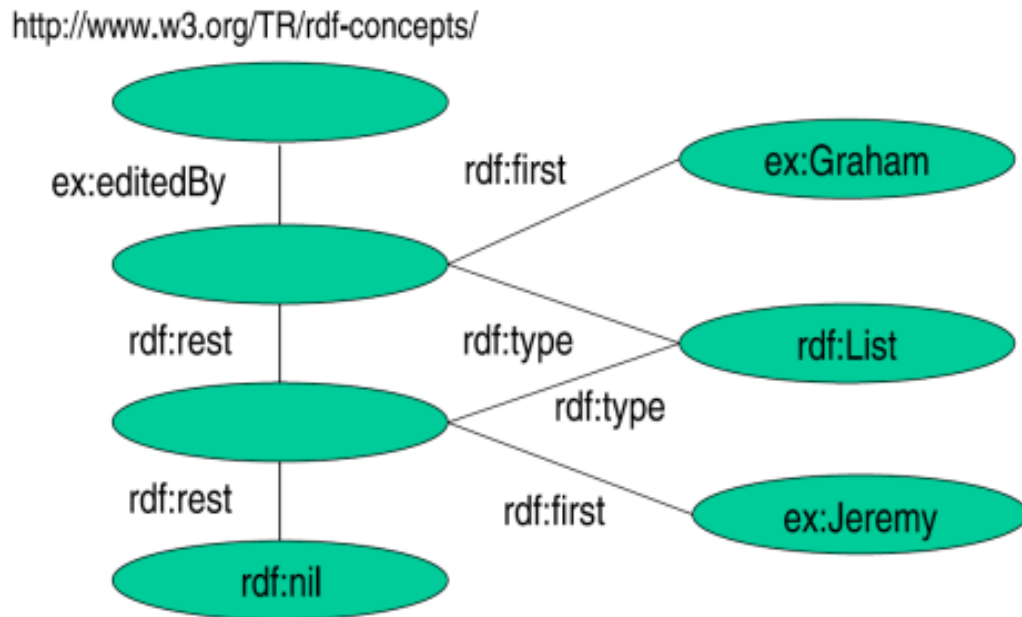 http://www.w3.org/TR/rdf-concepts/
ex:editedBy
rdf:first
ex:Graham
rdf:rest
rdf:type
rdf:List
rdf:type
rdf:rest
rdf:first
ex:Jeremy
rdf:nil